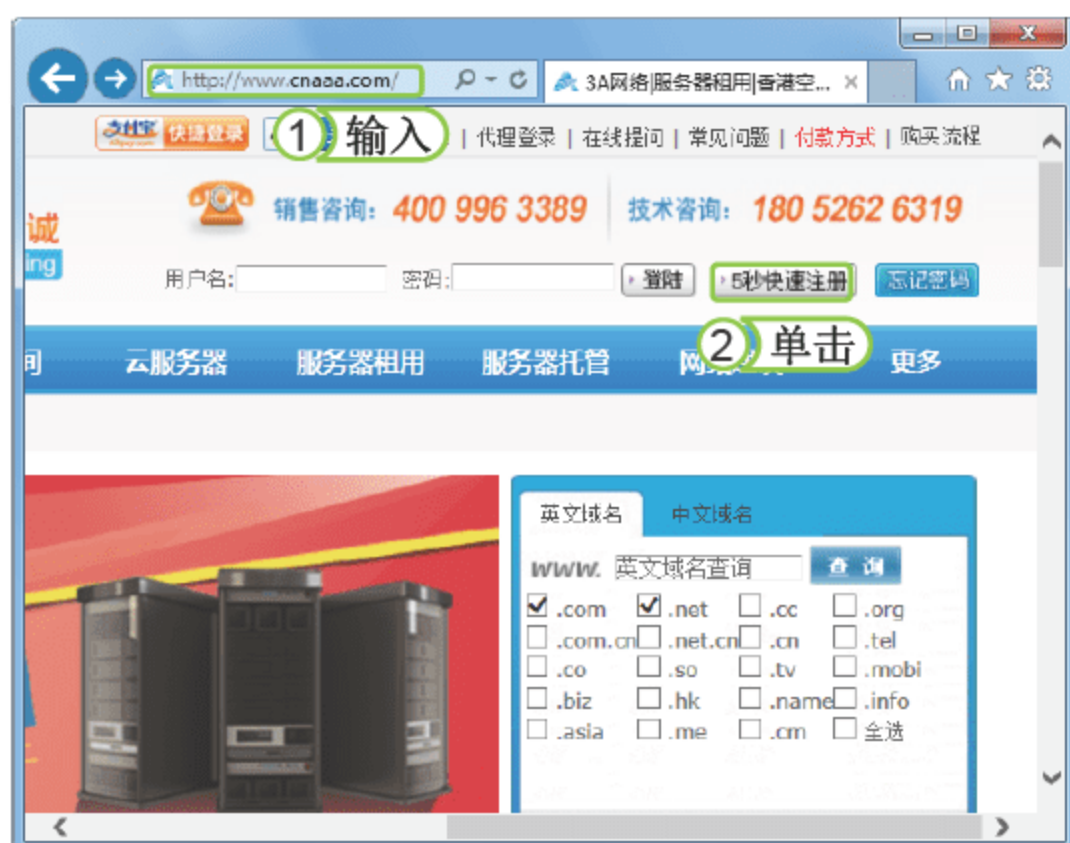 http://www.cnaaa.com/
3A网络|服务器租用|香港空...
支付宝 快捷登录
① 输入
| 代理登录 | 在线提问 | 常见问题 | 付款方式 | 购买流程
诚
销售咨询: 400 996 3389
技术咨询: 180 5262 6319
ing
用户名:
密码:
登陆
5秒快速注册
忘记密码
② 单击
云服务器 服务器租用 服务器托管 更多
英文域名 中文域名
www. 英文域名查询 查 询
.com .net .cc .org
.com.cn .net.cn .cn .tel
.co .so .tv .mobi
.biz .hk .name .info
.asia .me .cm 全选